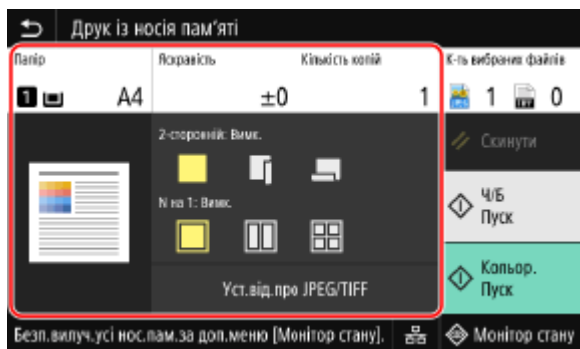 Друк із носія пам'яті
Папір
Яскравість
Кількість копій
К-ть вибраних файлів
1
A4
±0
1
1
0
2-сторонній: Вимк.
Скинути
N на 1: Вимк.
Ч/Б
Пуск
Кольор.
Пуск
Уст.від.про JPEG/TIFF
Безп.вилуч.усі нос.пам.за доп.меню [Монітор стану].
Монітор стану